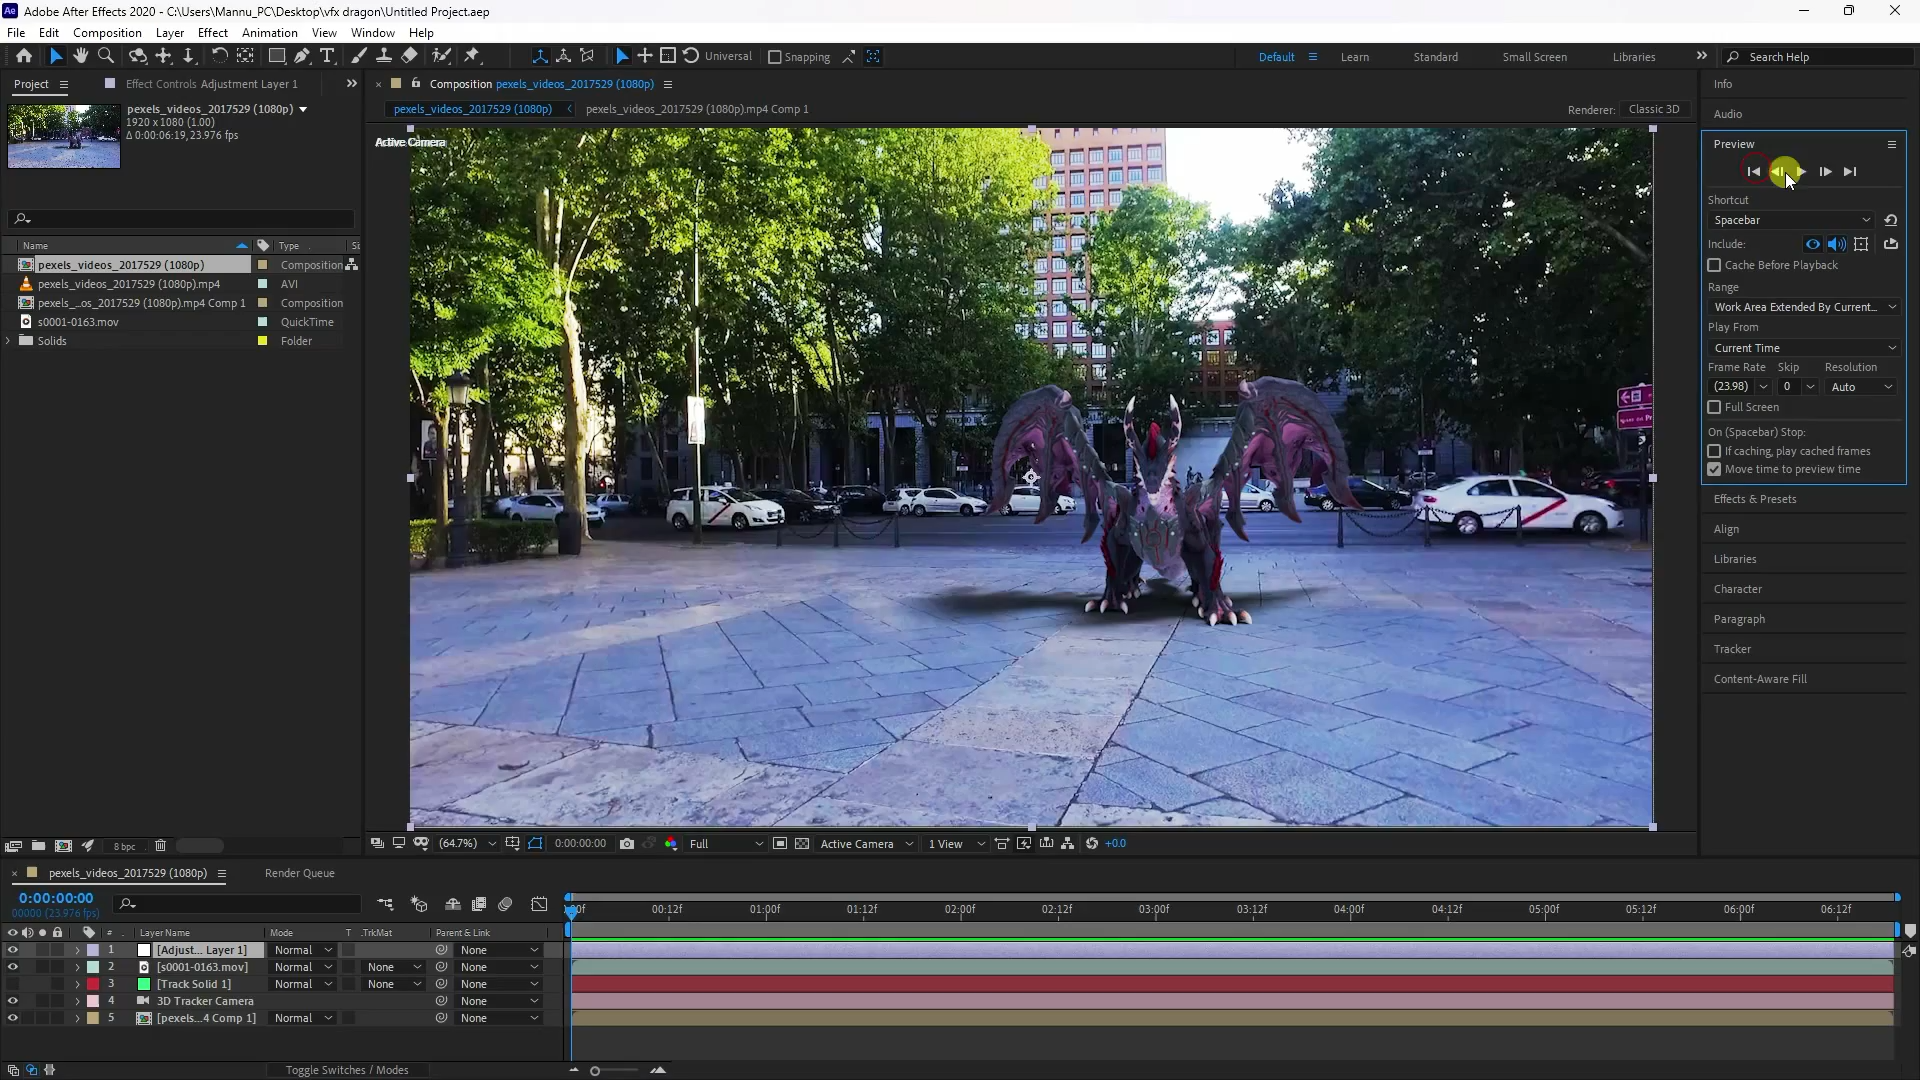 Ae Adobe After Effects 2020 - C:\Users\Mannu_PC\Desktop\vfx dragon\Untitled Project.aep
File Edit Composition Layer Effect Animation View Window Help
Universal Snapping Default Learn Standard Small Screen Libraries Search Help
Project Effect Controls Adjustment Layer 1
Composition pexels_videos_2017529 (1080p)
pexels_videos_2017529 (1080p) pexels_videos_2017529 (1080p).mp4 Comp 1
Renderer: Classic 3D
pexels_videos_2017529 (1080p)
1920 x 1080 (1.00)
Δ 0:00:06:19, 23.976 fps
Active Camera
Name Type Si
pexels_videos_2017529 (1080p) Composition
pexels_videos_2017529 (1080p).mp4 AVI
pexels_...os_2017529 (1080p).mp4 Comp 1 Composition
s0001-0163.mov QuickTime
Solids Folder
8 bpc
Info
Audio
Preview
Shortcut
Spacebar
Include:
Cache Before Playback
Range
Work Area Extended By Current...
Play From
Current Time
Frame Rate Skip Resolution
(23.98) 0 Auto
Full Screen
On (Spacebar) Stop:
If caching, play cached frames
Move time to preview time
Effects & Presets
Align
Libraries
Character
Paragraph
Tracker
Content-Aware Fill
(64.7%) 0:00:00:00 Full Active Camera 1 View +0.0
pexels_videos_2017529 (1080p) Render Queue
0:00:00:00
00000 (23.976 fps)
00:12f 01:00f 01:12f 02:00f 02:12f 03:00f 03:12f 04:00f 04:12f 05:00f 05:12f 06:00f 06:12f
# Layer Name Mode T .TrkMat Parent & Link
1 [Adjust... Layer 1] Normal None
2 [s0001-0163.mov] Normal None None
3 [Track Solid 1] Normal None None
4 3D Tracker Camera None
5 [pexels...4 Comp 1] Normal None
Toggle Switches / Modes